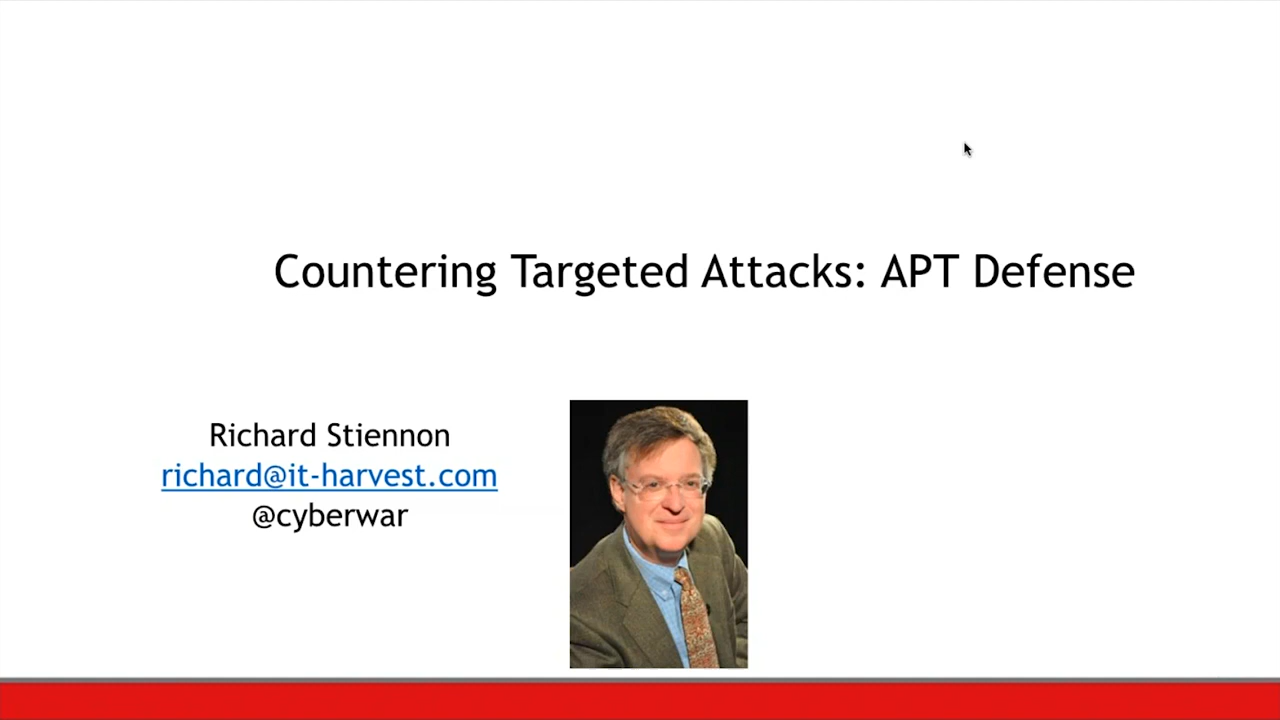 Countering Targeted Attacks: APT Defense
Richard Stiennon
richard@it-harvest.com
@cyberwar